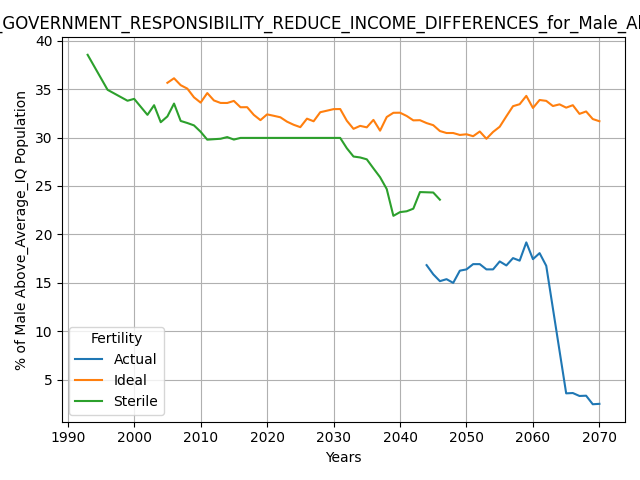 _GOVERNMENT_RESPONSIBILITY_REDUCE_INCOME_DIFFERENCES_for_Male_A
40
35
30
25
20
15
10
5
% of Male Above_Average_IQ Population
Fertility
Actual
Ideal
Sterile
1990 2000 2010 2020 2030 2040 2050 2060 2070
Years